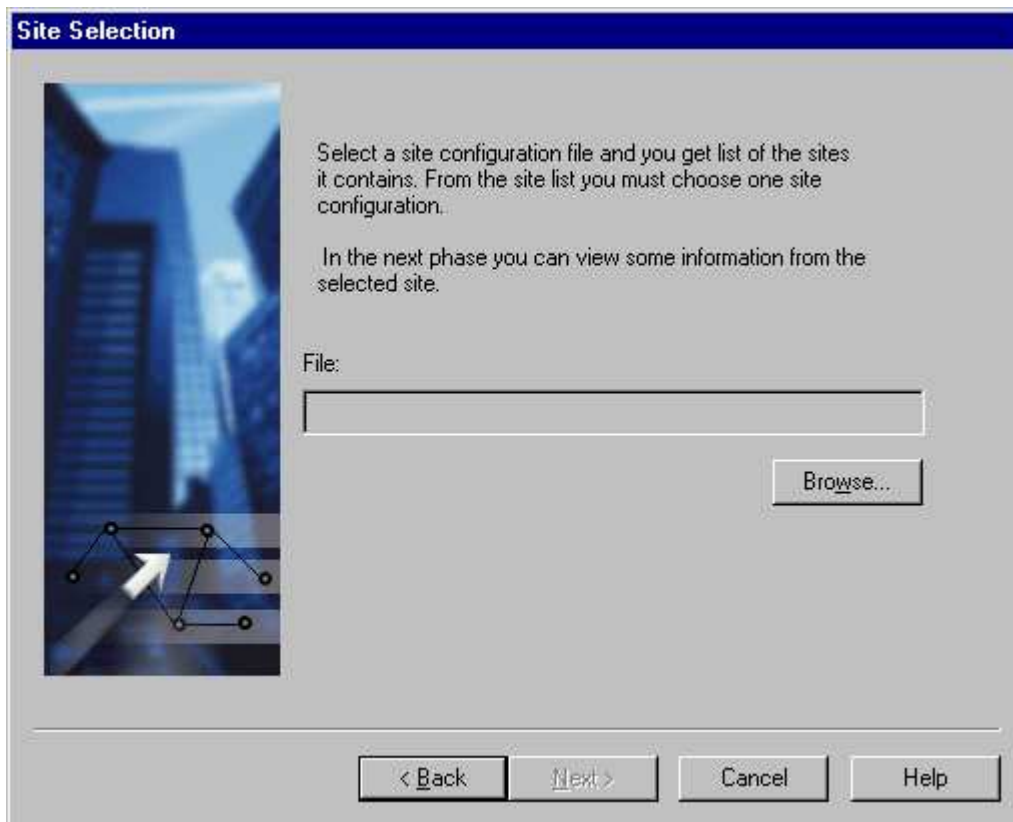 Site Selection
Select a site configuration file and you get list of the sites
it contains. From the site list you must choose one site
configuration.
In the next phase you can view some information from the
selected site.
File:
Browse...
< Back
Next >
Cancel
Help